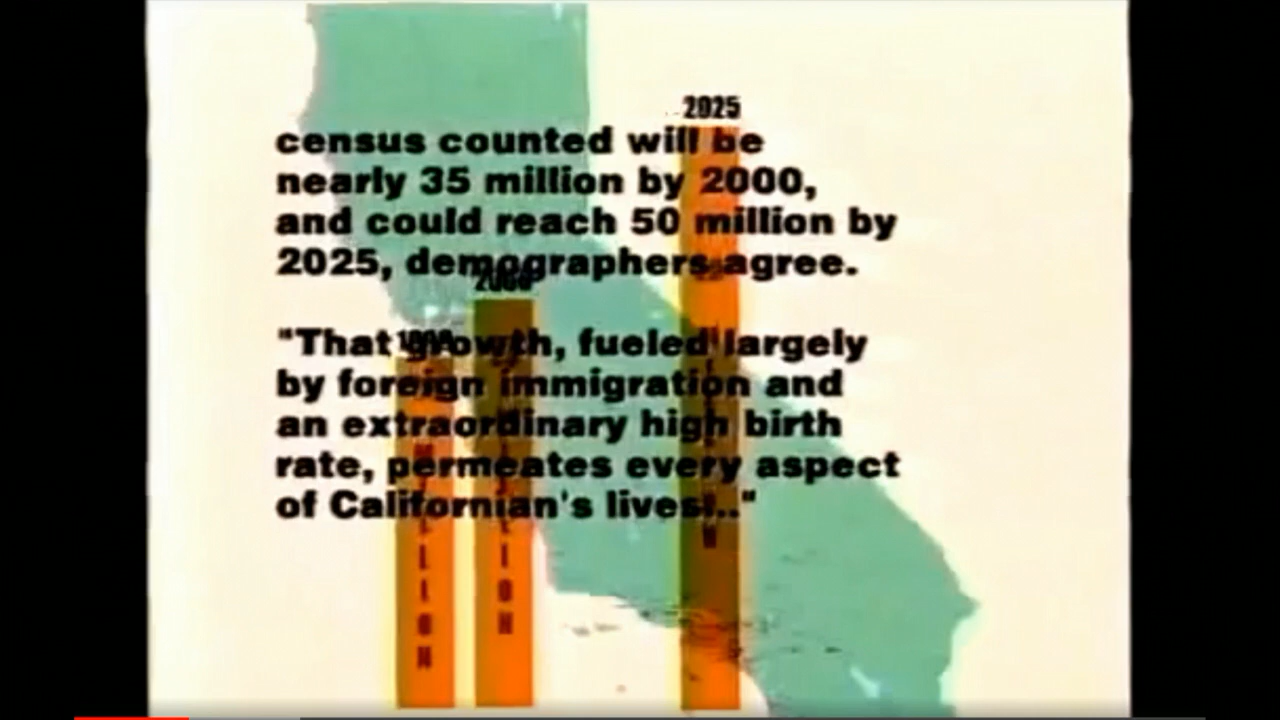 2025
census counted will be
nearly 35 million by 2000,
and could reach 50 million by
2025, demographers agree.
2000
"That growth, fueled largely
by foreign immigration and
an extraordinary high birth
rate, permeates every aspect
of Californian's lives..."